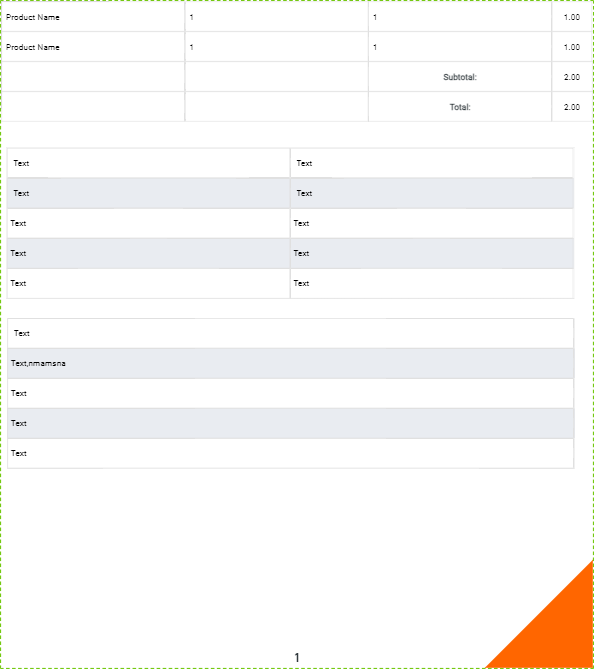 Product Name 1 1 1.00
Product Name 1 1 1.00
Subtotal: 2.00
Total: 2.00
Text Text
Text Text
Text Text
Text Text
Text Text
Text
Text,nmamsna
Text
Text
Text
1